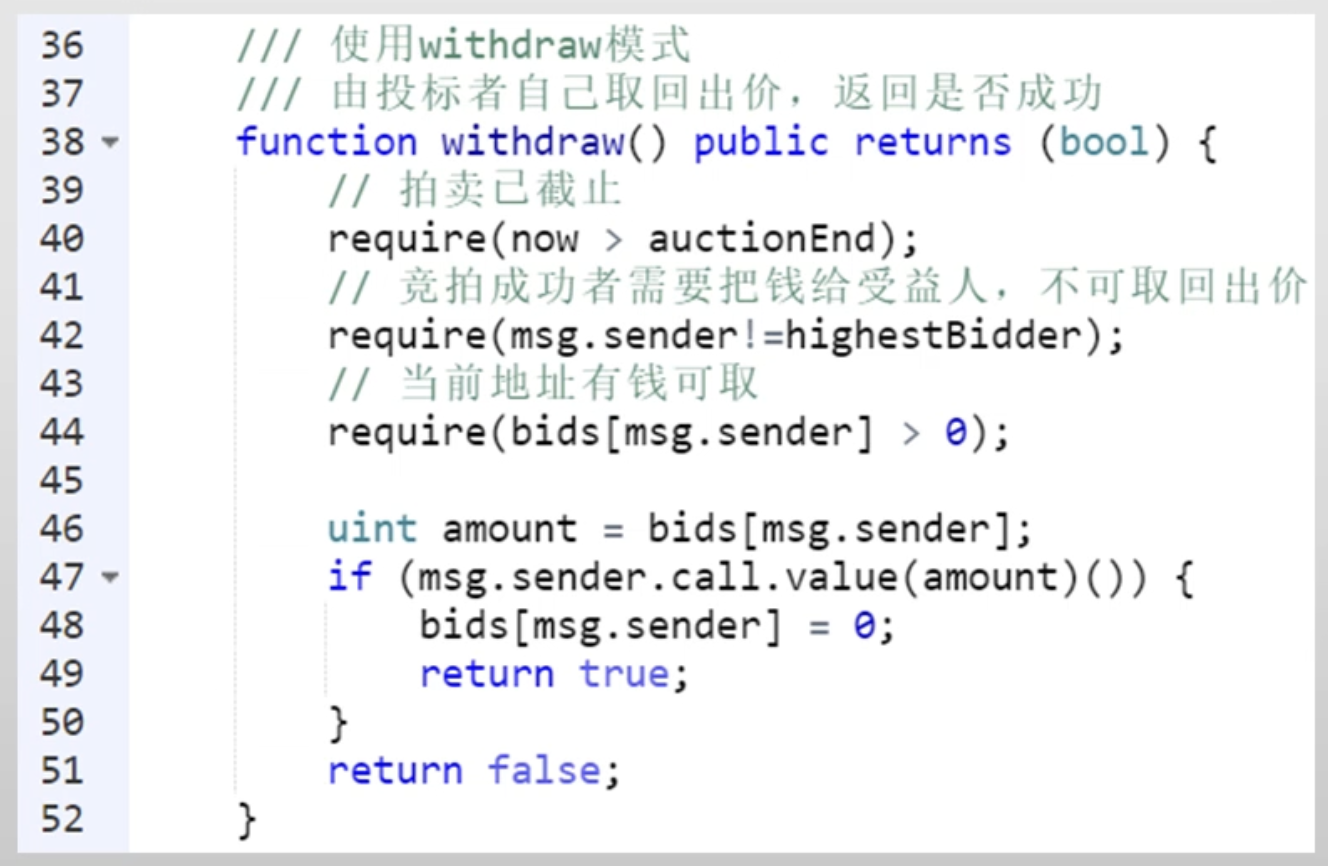 36 /// 使用withdraw模式
37 /// 由投标者自己取回出价，返回是否成功
38 function withdraw() public returns (bool) {
39 // 拍卖已截止
40 require(now > auctionEnd);
41 // 竞拍成功者需要把钱给受益人，不可取回出价
42 require(msg.sender!=highestBidder);
43 // 当前地址有钱可取
44 require(bids[msg.sender] > 0);
45
46 uint amount = bids[msg.sender];
47 if (msg.sender.call.value(amount)()) {
48 bids[msg.sender] = 0;
49 return true;
50 }
51 return false;
52 }